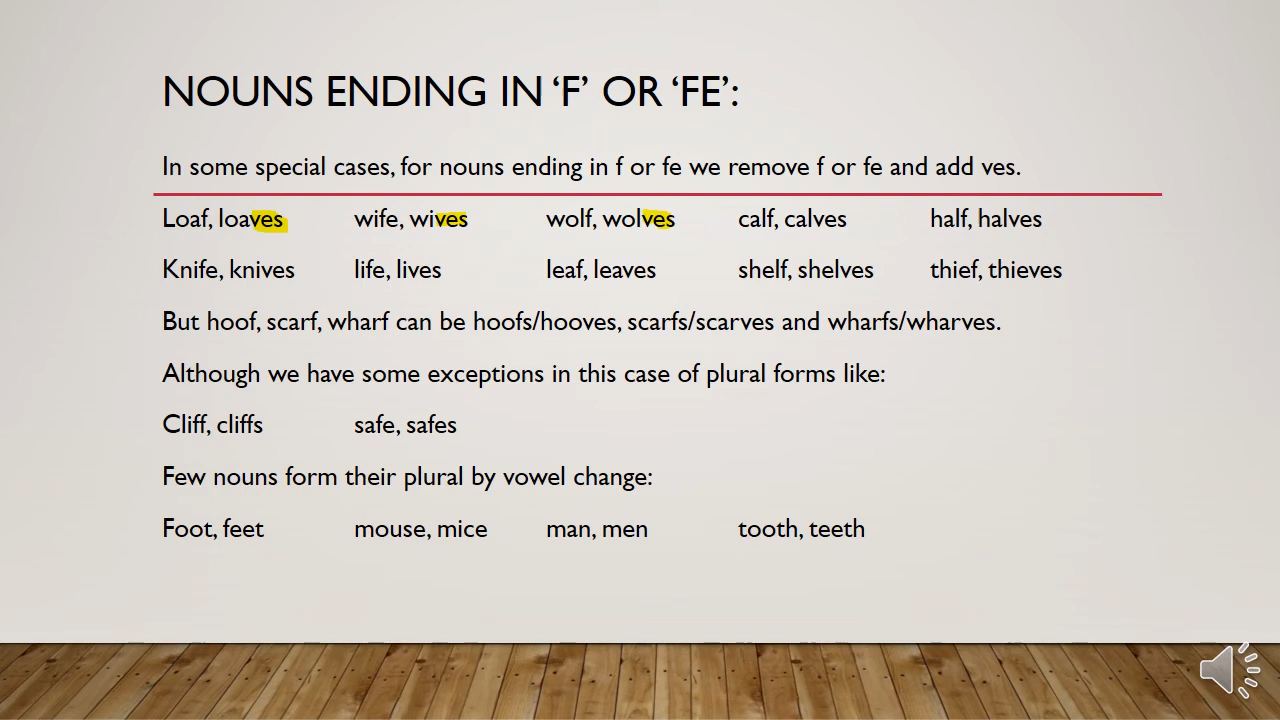 NOUNS ENDING IN ‘F’ OR ‘FE’:
In some special cases, for nouns ending in f or fe we remove f or fe and add ves.
Loaf, loaves wife, wives wolf, wolves calf, calves half, halves
Knife, knives life, lives leaf, leaves shelf, shelves thief, thieves
But hoof, scarf, wharf can be hoofs/hooves, scarfs/scarves and wharfs/wharves.
Although we have some exceptions in this case of plural forms like:
Cliff, cliffs safe, safes
Few nouns form their plural by vowel change:
Foot, feet mouse, mice man, men tooth, teeth